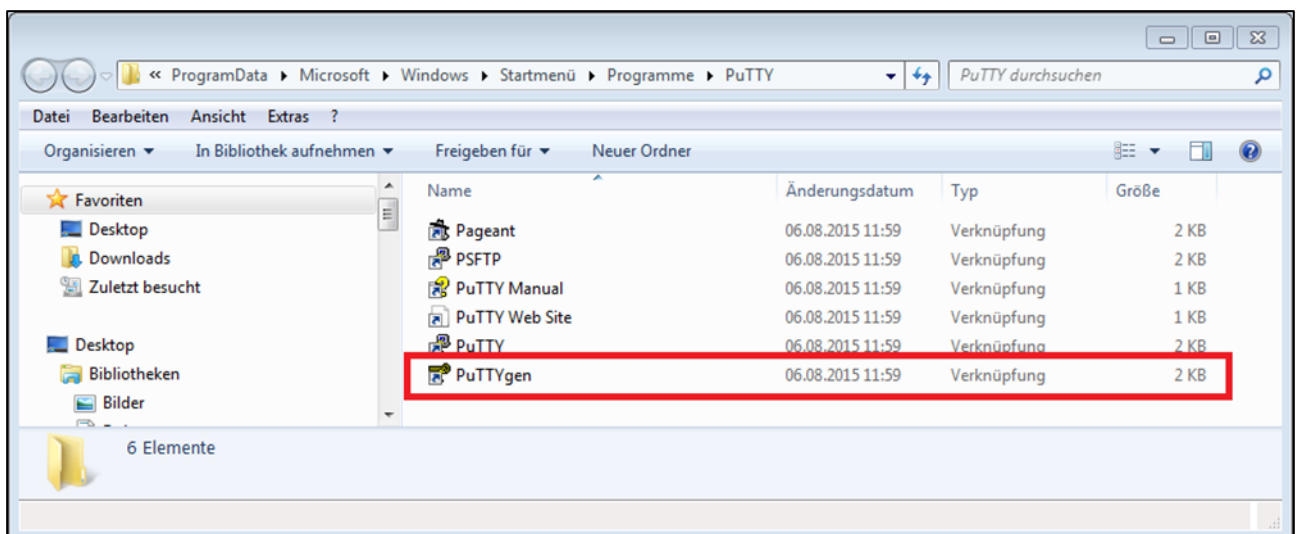 « ProgramData ▸ Microsoft ▸ Windows ▸ Startmenü ▸ Programme ▸ PuTTY PuTTY durchsuchen
Datei Bearbeiten Ansicht Extras ?
Organisieren In Bibliothek aufnehmen Freigeben für Neuer Ordner
Favoriten
Desktop
Downloads
Zuletzt besucht
Desktop
Bibliotheken
Bilder
Name Änderungsdatum Typ Größe
Pageant 06.08.2015 11:59 Verknüpfung 2 KB
PSFTP 06.08.2015 11:59 Verknüpfung 2 KB
PuTTY Manual 06.08.2015 11:59 Verknüpfung 1 KB
PuTTY Web Site 06.08.2015 11:59 Verknüpfung 1 KB
PuTTY 06.08.2015 11:59 Verknüpfung 2 KB
PuTTYgen 06.08.2015 11:59 Verknüpfung 2 KB
6 Elemente